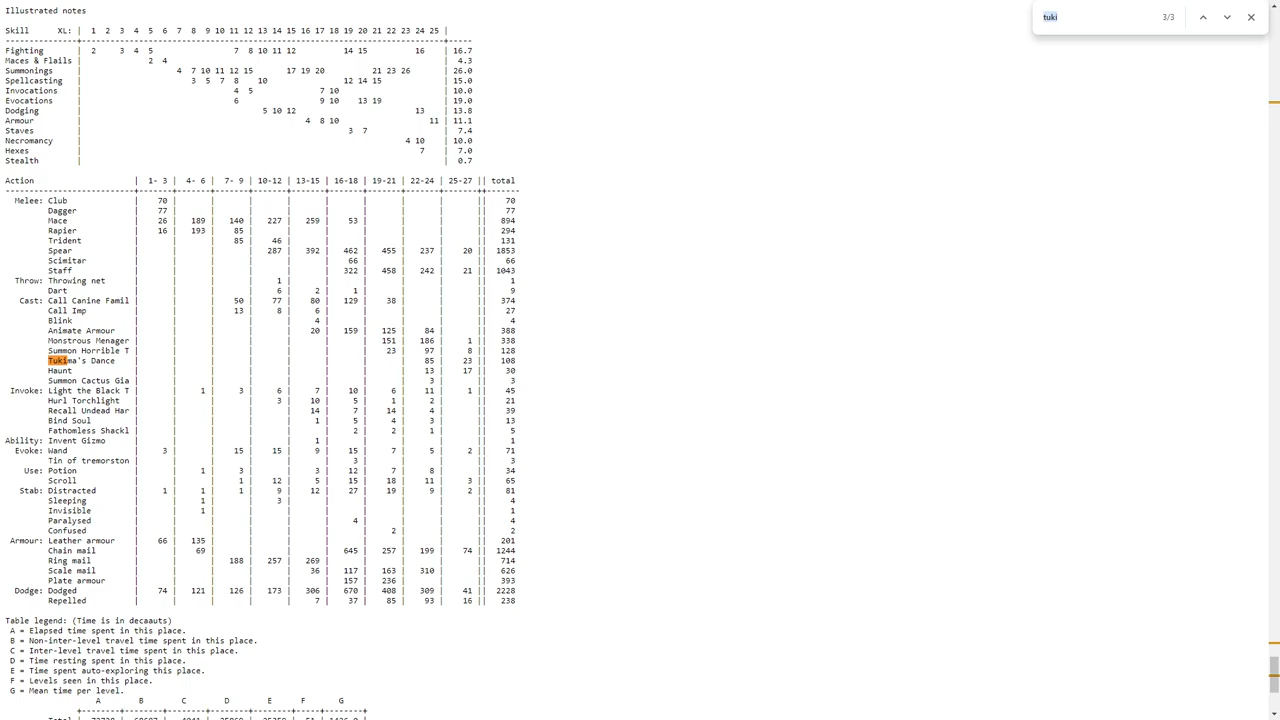 Illustrated notes
tuki 3/3
Skill XL: | 1 2 3 4 5 6 7 8 9 10 11 12 13 14 15 16 17 18 19 20 21 22 23 24 25 |
Fighting | 2 3 4 5 7 8 10 11 12 14 15 16 | 16.7
Maces & Flails | 2 4 | 4.3
Summonings | 4 7 10 11 12 15 17 19 20 21 23 26 | 26.0
Spellcasting | 3 5 7 8 10 12 14 15 | 15.0
Invocations | 4 5 7 10 | 10.0
Evocations | 6 9 10 13 19 | 19.0
Dodging | 5 10 12 13 | 13.8
Armour | 4 8 10 11 | 11.1
Staves | 3 7 | 7.4
Necromancy | 4 10 | 10.0
Hexes | 7 | 7.0
Stealth | | 0.7
Action | 1- 3 | 4- 6 | 7- 9 | 10-12 | 13-15 | 16-18 | 19-21 | 22-24 | 25-27 || total
Melee: Club | 70 | | | | | | | | || 70
Dagger | 77 | | | | | | | | || 77
Mace | 26 | 189 | 140 | 227 | 259 | 53 | | | || 894
Rapier | 16 | 193 | 85 | | | | | | || 294
Trident | | | 85 | 46 | | | | | || 131
Spear | | | | 287 | 392 | 462 | 455 | 237 | 20 || 1853
Scimitar | | | | | | 66 | | | || 66
Staff | | | | | | 322 | 458 | 242 | 21 || 1043
Throw: Throwing net | | | | 1 | | | | | || 1
Dart | | | | 6 | 2 | 1 | | | || 9
Cast: Call Canine Famil | | | 50 | 77 | 80 | 129 | 38 | | || 374
Call Imp | | | 13 | 8 | 6 | | | | || 27
Blink | | | | | 4 | | | | || 4
Animate Armour | | | | | 20 | 159 | 125 | 84 | || 388
Monstrous Menager | | | | | | | 151 | 186 | 1 || 338
Summon Horrible T | | | | | | | 23 | 97 | 8 || 128
Tukima's Dance | | | | | | | | 85 | 23 || 108
Haunt | | | | | | | | 13 | 17 || 30
Summon Cactus Gia | | | | | | | | 3 | || 3
Invoke: Light the Black T | | 1 | 3 | 6 | 7 | 10 | 6 | 11 | 1 || 45
Hurl Torchlight | | | | 3 | 10 | 5 | 1 | 2 | || 21
Recall Undead Har | | | | | 14 | 7 | 14 | 4 | || 39
Bind Soul | | | | | 1 | 5 | 4 | 3 | || 13
Fathomless Shackl | | | | | | 2 | 2 | 1 | || 5
Ability: Invent Gizmo | | | | | 1 | | | | || 1
Evoke: Wand | 3 | | 15 | 15 | 9 | 15 | 7 | 5 | 2 || 71
Tin of tremorston | | | | | | 3 | | | || 3
Use: Potion | | 1 | 3 | | 3 | 12 | 7 | 8 | || 34
Scroll | | | 1 | 12 | 5 | 15 | 18 | 11 | 3 || 65
Stab: Distracted | 1 | 1 | 1 | 9 | 12 | 27 | 19 | 9 | 2 || 81
Sleeping | | 1 | | 3 | | | | | || 4
Invisible | | 1 | | | | | | | || 1
Paralysed | | | | | | 4 | | | || 4
Confused | | | | | | | 2 | | || 2
Armour: Leather armour | 66 | 135 | | | | | | | || 201
Chain mail | | 69 | | | | 645 | 257 | 199 | 74 || 1244
Ring mail | | | 188 | 257 | 269 | | | | || 714
Scale mail | | | | | 36 | 117 | 163 | 310 | || 626
Plate armour | | | | | | 157 | 236 | | || 393
Dodge: Dodged | 74 | 121 | 126 | 173 | 306 | 670 | 408 | 309 | 41 || 2228
Repelled | | | | | 7 | 37 | 85 | 93 | 16 || 238
Table legend: (Time is in decaauts)
A = Elapsed time spent in this place.
B = Non-inter-level travel time spent in this place.
C = Inter-level travel time spent in this place.
D = Time resting spent in this place.
E = Time spent auto-exploring this place.
F = Levels seen in this place.
G = Mean time per level.
A B C D E F G